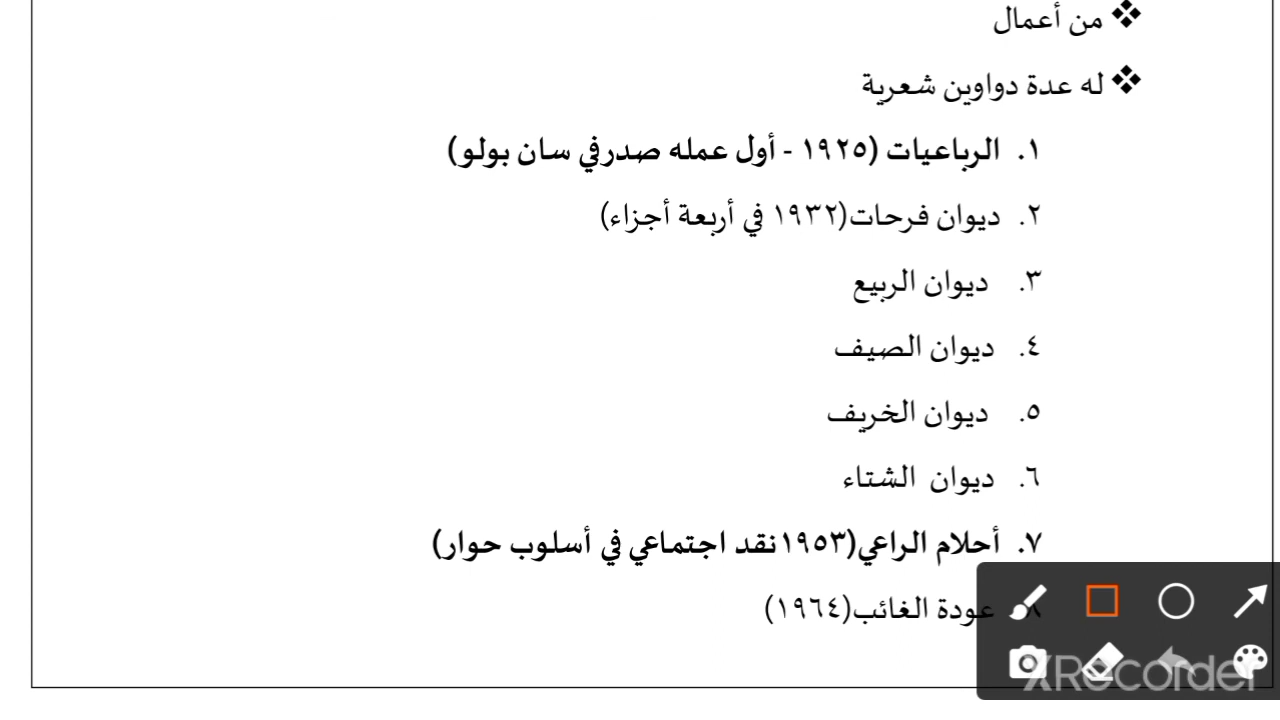 ❖ من أعمال
❖ له عدة دواوين شعرية
١. الرباعيات (١٩٢٥ - أول عمله صدرفي سان بولو)
٢. ديوان فرحات(١٩٣٢ في أربعة أجزاء)
٣. ديوان الربيع
٤. ديوان الصيف
٥. ديوان الخريف
٦. ديوان الشتاء
٧. أحلام الراعي(١٩٥٣نقد اجتماعي في أسلوب حوار)
٨. عودة الغائب(١٩٦٤)
XRecorder